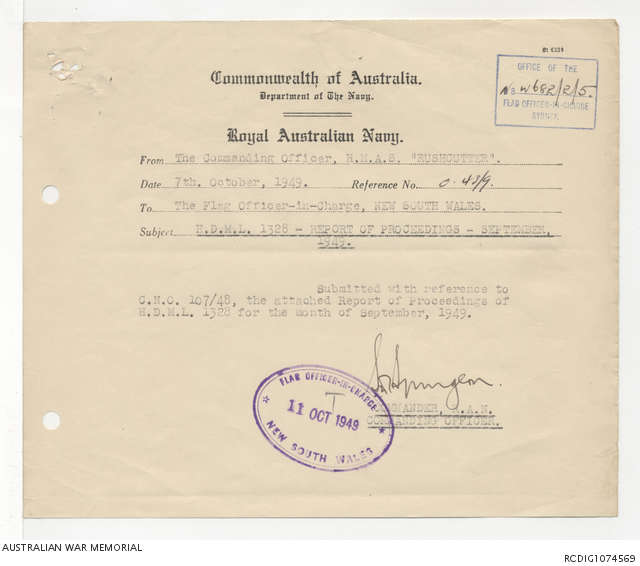 Commonwealth of Australia.
Department of The Navy.
Royal Australian Navy.
OFFICE OF THE
No W682/2/5.
FLAG OFFICER-IN-CHARGE
SYDNEY.
From The Commanding Officer, H.M.A.S. "RUSHCUTTER".
Date 7th. October, 1949. Reference No. C.43/9.
To The Flag Officer-in-Charge, NEW SOUTH WALES.
Subject H.D.M.L. 1328 - REPORT OF PROCEEDINGS - SEPTEMBER,
1949.
Submitted with reference to
C.N.O. 107/48, the attached Report of Proceedings of
H.D.M.L. 1328 for the month of September, 1949.
COMMANDER, R.A.N.
COMMANDING OFFICER.
FLAG OFFICER-IN-CHARGE
11 OCT 1949
NEW SOUTH WALES
AUSTRALIAN WAR MEMORIAL
RCDIG1074569